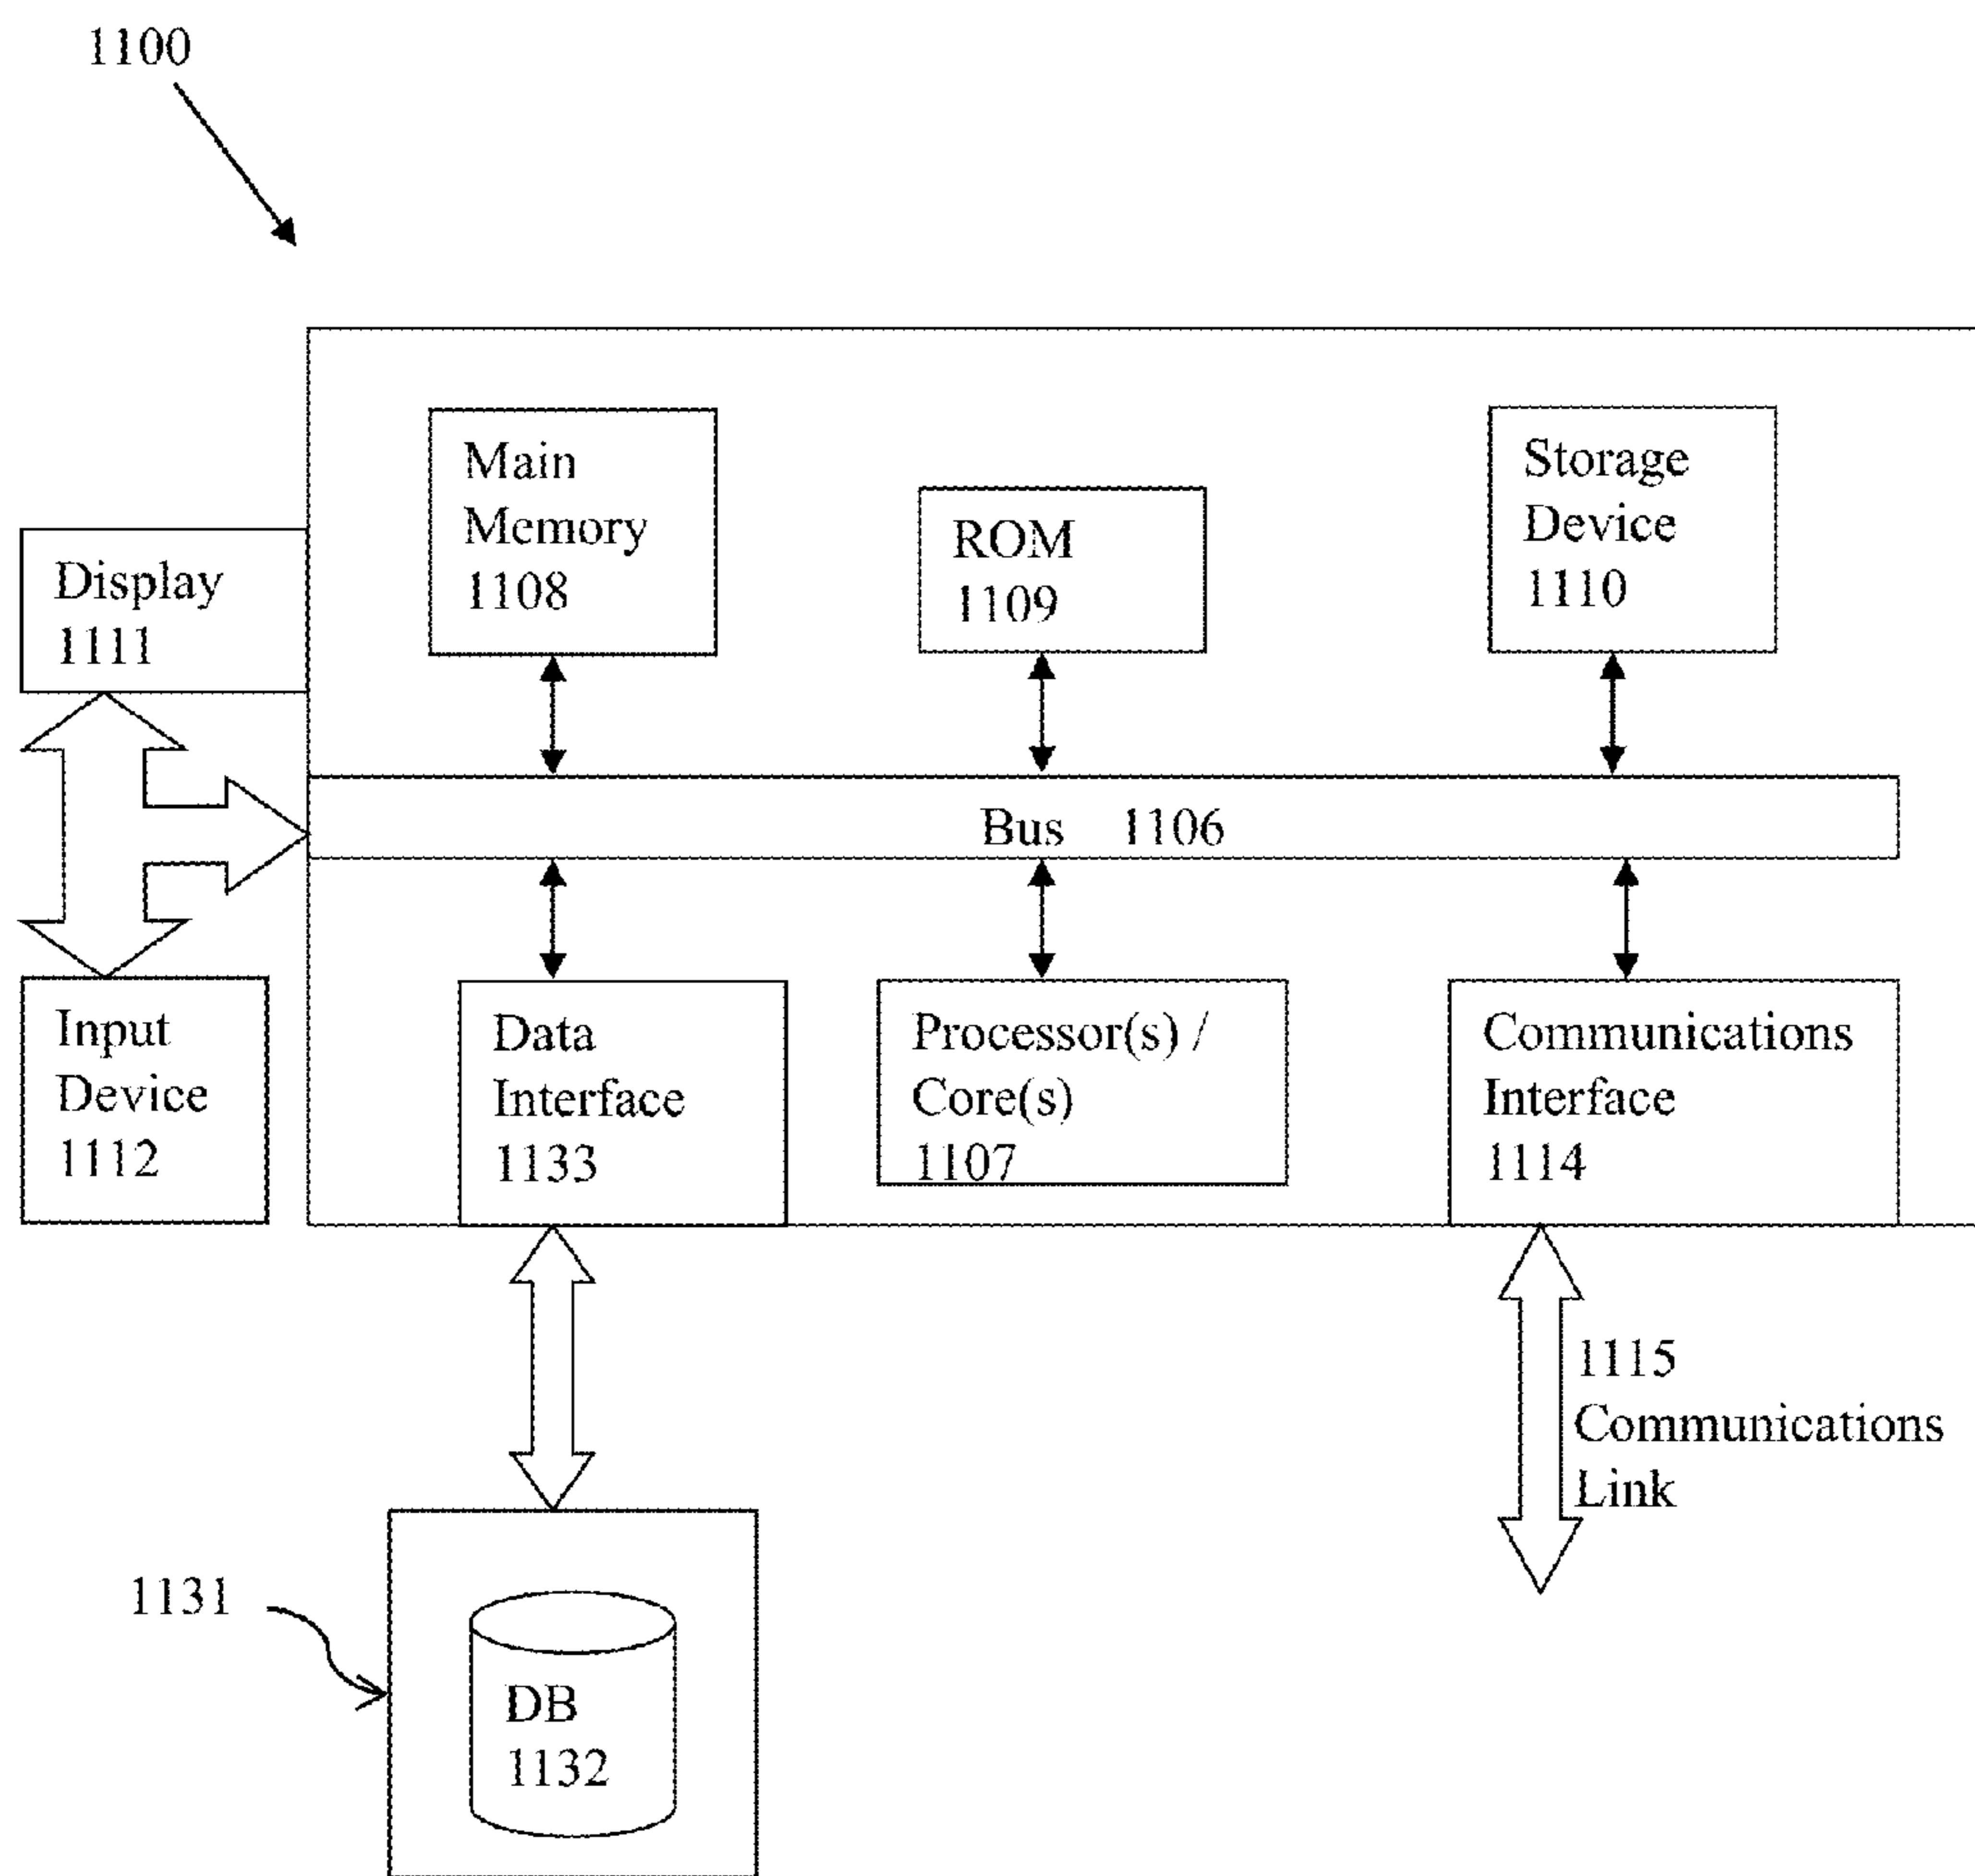 1100
Main
Memory
1108
ROM
1109
Storage
Device
1110
Display
1111
Bus 1106
Input
Device
1112
Data
Interface
1133
Processor(s) /
Core(s)
1107
Communications
Interface
1114
1115
Communications
Link
1131
DB
1132